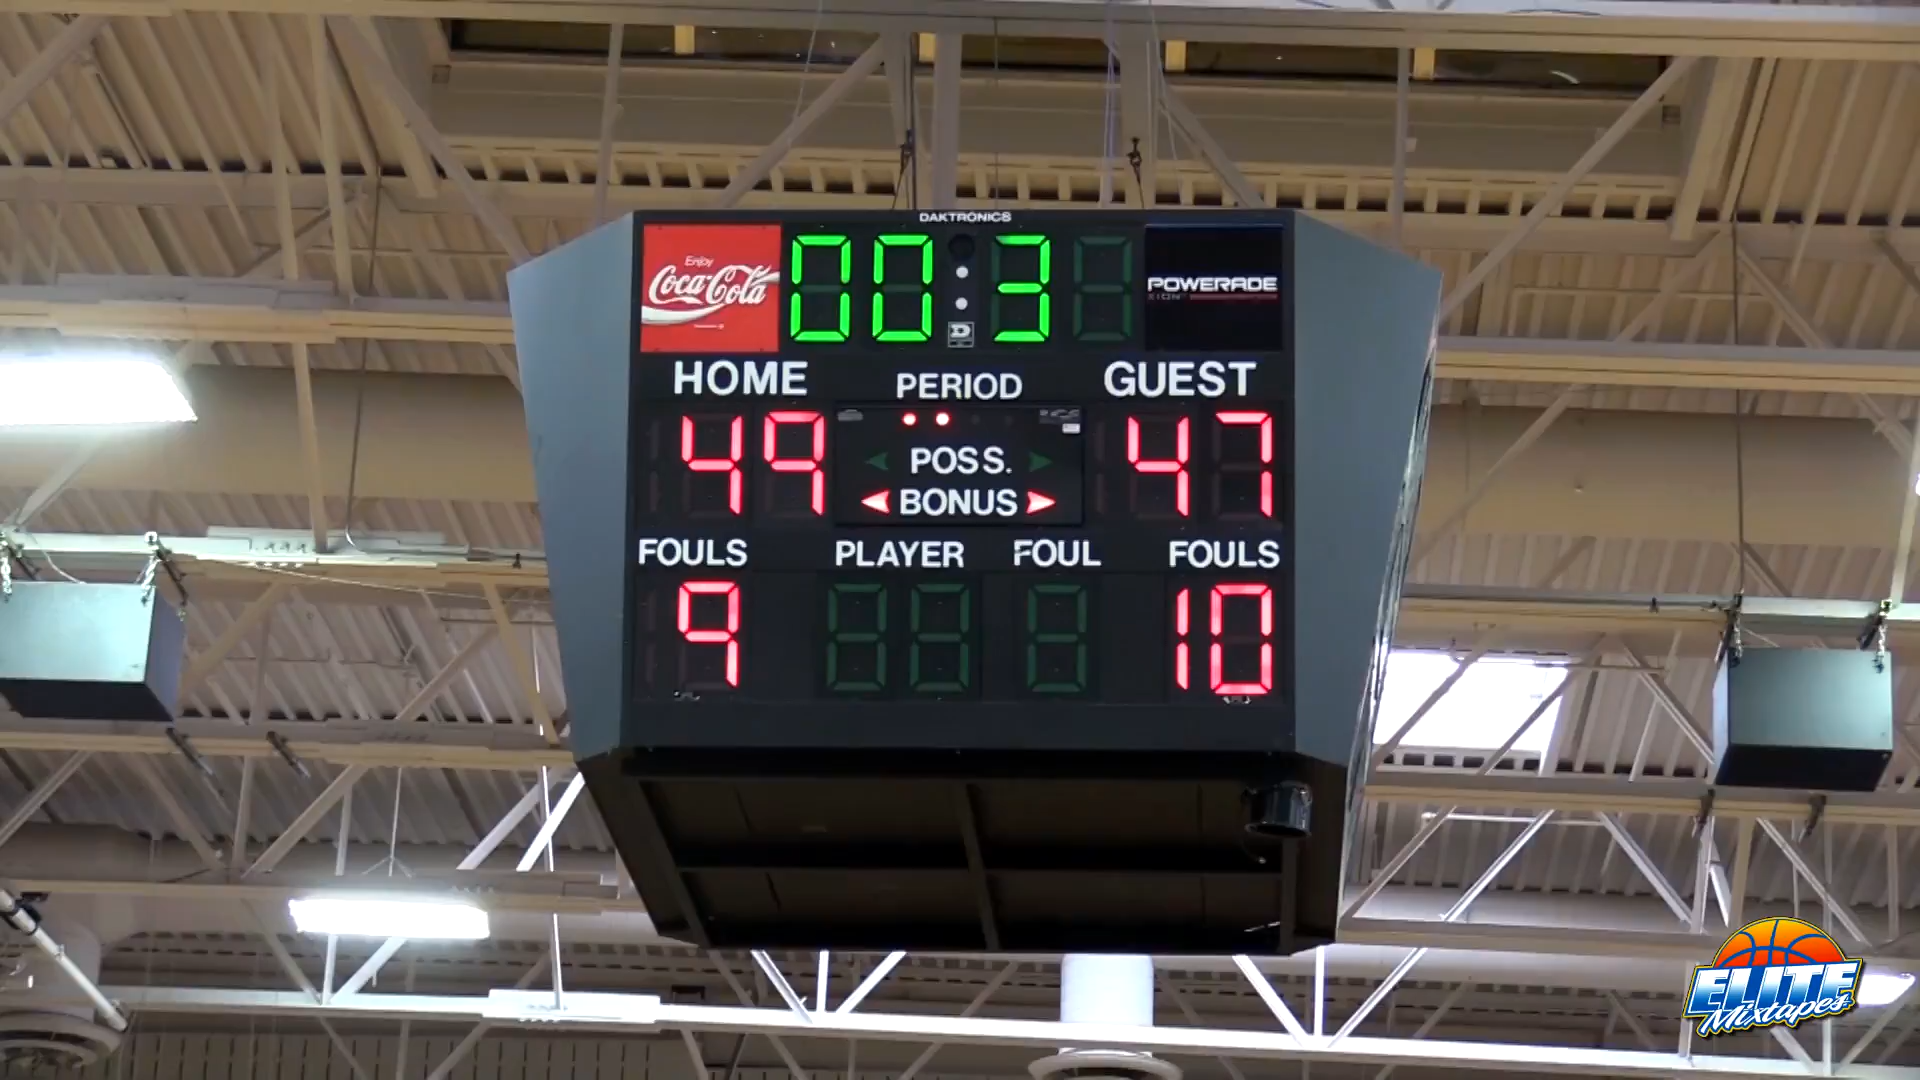 DAKTRONICS
Enjoy
Coca-Cola
00:3
POWERADE
HOME
PERIOD
GUEST
49
47
POSS.
BONUS
FOULS
PLAYER
FOUL
FOULS
9
10
ELITE
Mixtapes